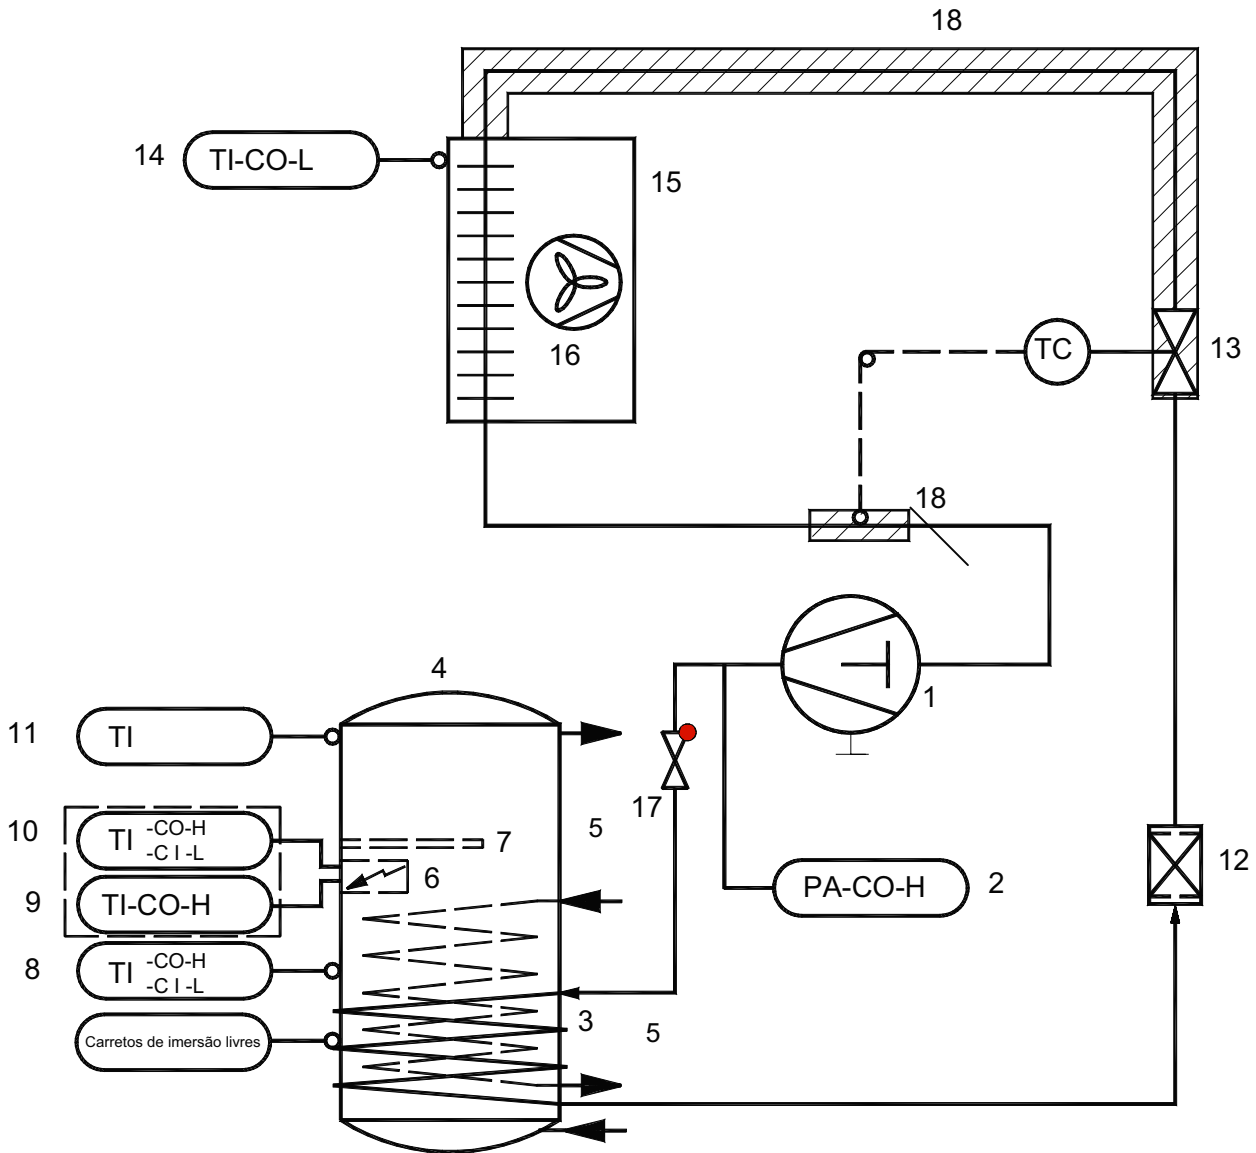 18
14
TI-CO-L
15
16
TC
13
18
4
1
11
TI
17
5
10
TI -CO-H
-C I -L
7
12
6
PA-CO-H
2
9
TI-CO-H
8
TI -CO-H
-C I -L
3
5
Carretos de imersão livres